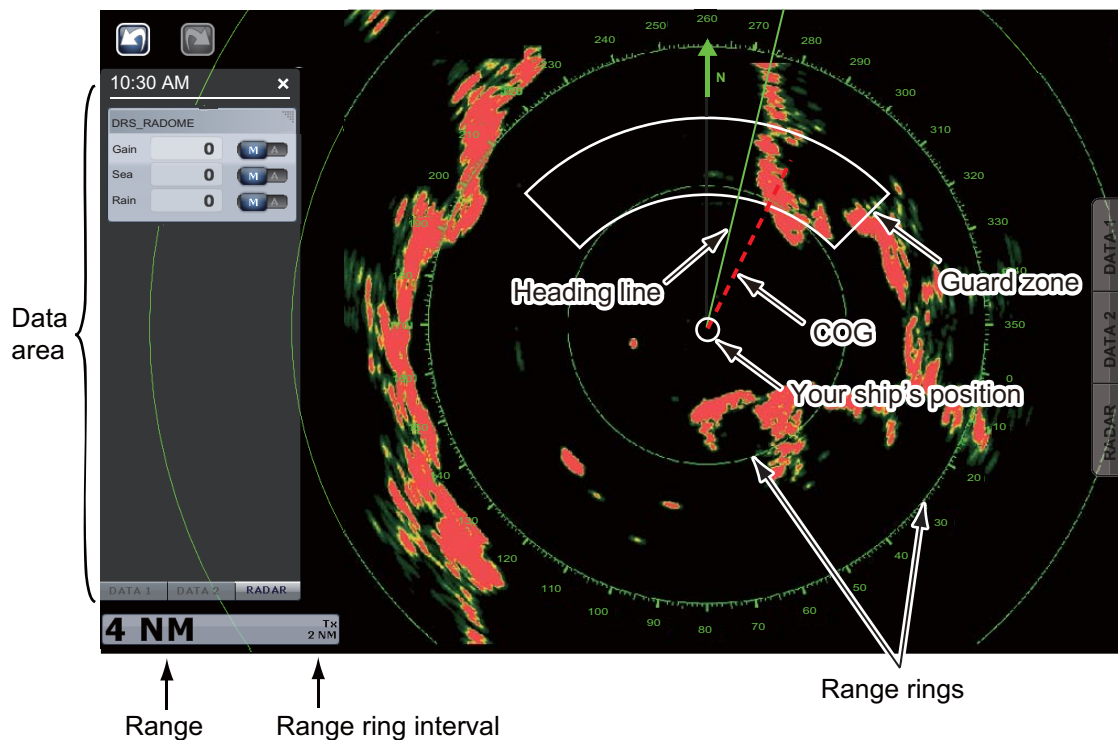 10:30 AM
×
DRS_RADOME
Gain 0 M A
Sea 0 M A
Rain 0 M A
DATA 1 DATA 2 RADAR
4 NM
Tx
2 NM
Data
area
Range
Range ring interval
Range rings
Heading line
COG
Guard zone
Your ship's position
N
DATA 1
DATA 2
RADAR
200
210
230
240
250
260
270
280
290
300
310
320
330
350
0
10
20
30
40
50
60
70
80
90
100
110
120